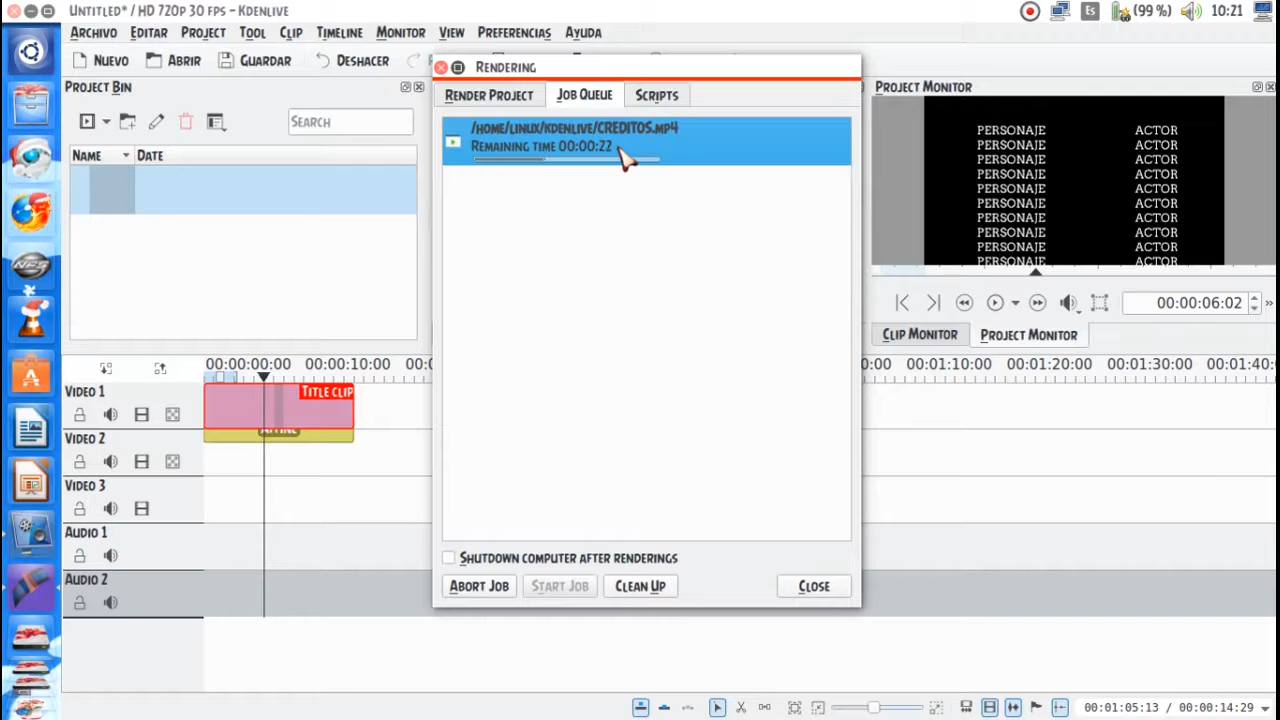 Untitled* / HD 720p 30 fps - Kdenlive
Es (99 %) 10:21
Archivo Editar Project Tool Clip Timeline Monitor View Preferencias Ayuda
Nuevo Abrir Guardar Deshacer
Rendering
Project Bin
Project Monitor
Render Project Job Queue Scripts
Search
/home/linux/kdenlive/creditos.mp4
Remaining time 00:00:22
Name Date
PERSONAJE ACTOR
PERSONAJE ACTOR
PERSONAJE ACTOR
PERSONAJE ACTOR
PERSONAJE ACTOR
PERSONAJE ACTOR
PERSONAJE ACTOR
PERSONAJE ACTOR
PERSONAJE ACTOR
PERSONAJE ACTOR
00:00:06:02
Clip Monitor Project Monitor
00:00:00:00 00:00:10:00 00:01:10:00 00:01:20:00 00:01:30:00
Video 1
Title clip
Video 2
Video 3
Audio 1
Audio 2
Shutdown computer after renderings
Abort Job Start Job Clean Up Close
00:01:05:13 / 00:00:14:29